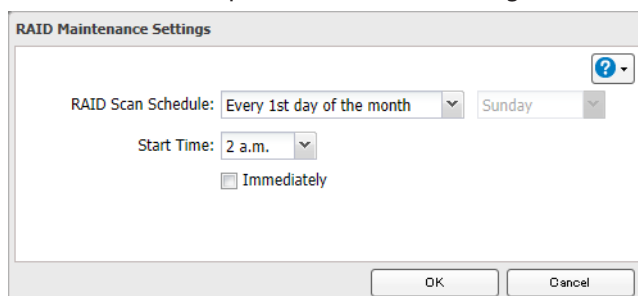 RAID Maintenance Settings
?
RAID Scan Schedule: Every 1st day of the month Sunday
Start Time: 2 a.m.
Immediately
OK Cancel